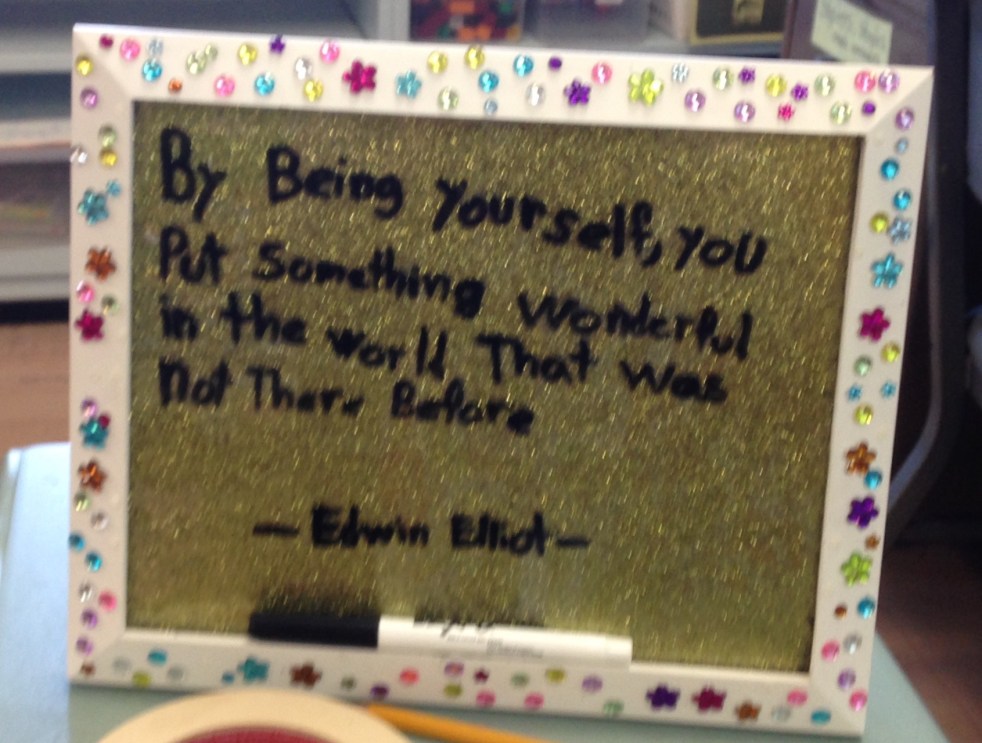 By Being Yourself, you
Put Something Wonderful
in the World That Was
Not There Before
— Edwin Elliot —